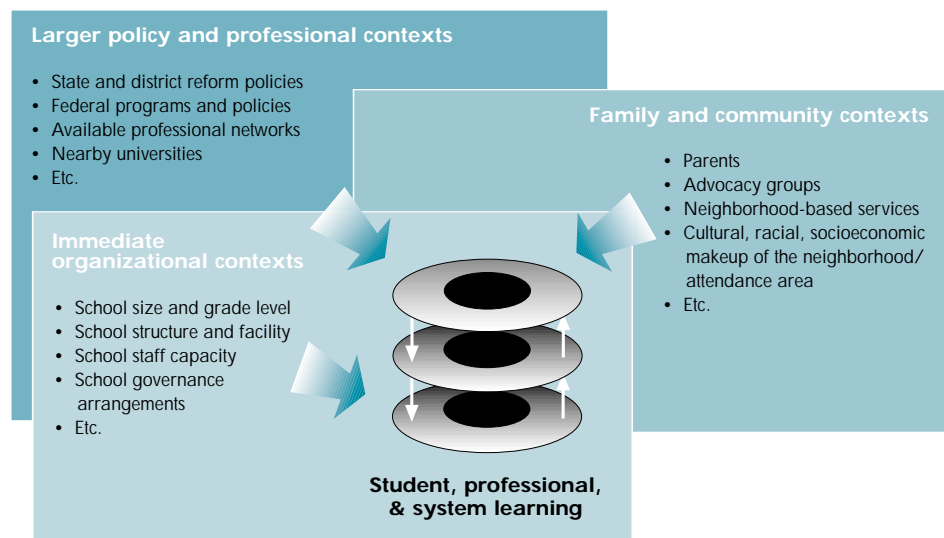 Larger policy and professional contexts
• State and district reform policies
• Federal programs and policies
• Available professional networks
• Nearby universities
• Etc.
Family and community contexts
• Parents
• Advocacy groups
• Neighborhood-based services
• Cultural, racial, socioeconomic
makeup of the neighborhood/
attendance area
• Etc.
Immediate
organizational contexts
• School size and grade level
• School structure and facility
• School staff capacity
• School governance
arrangements
• Etc.
Student, professional,
& system learning